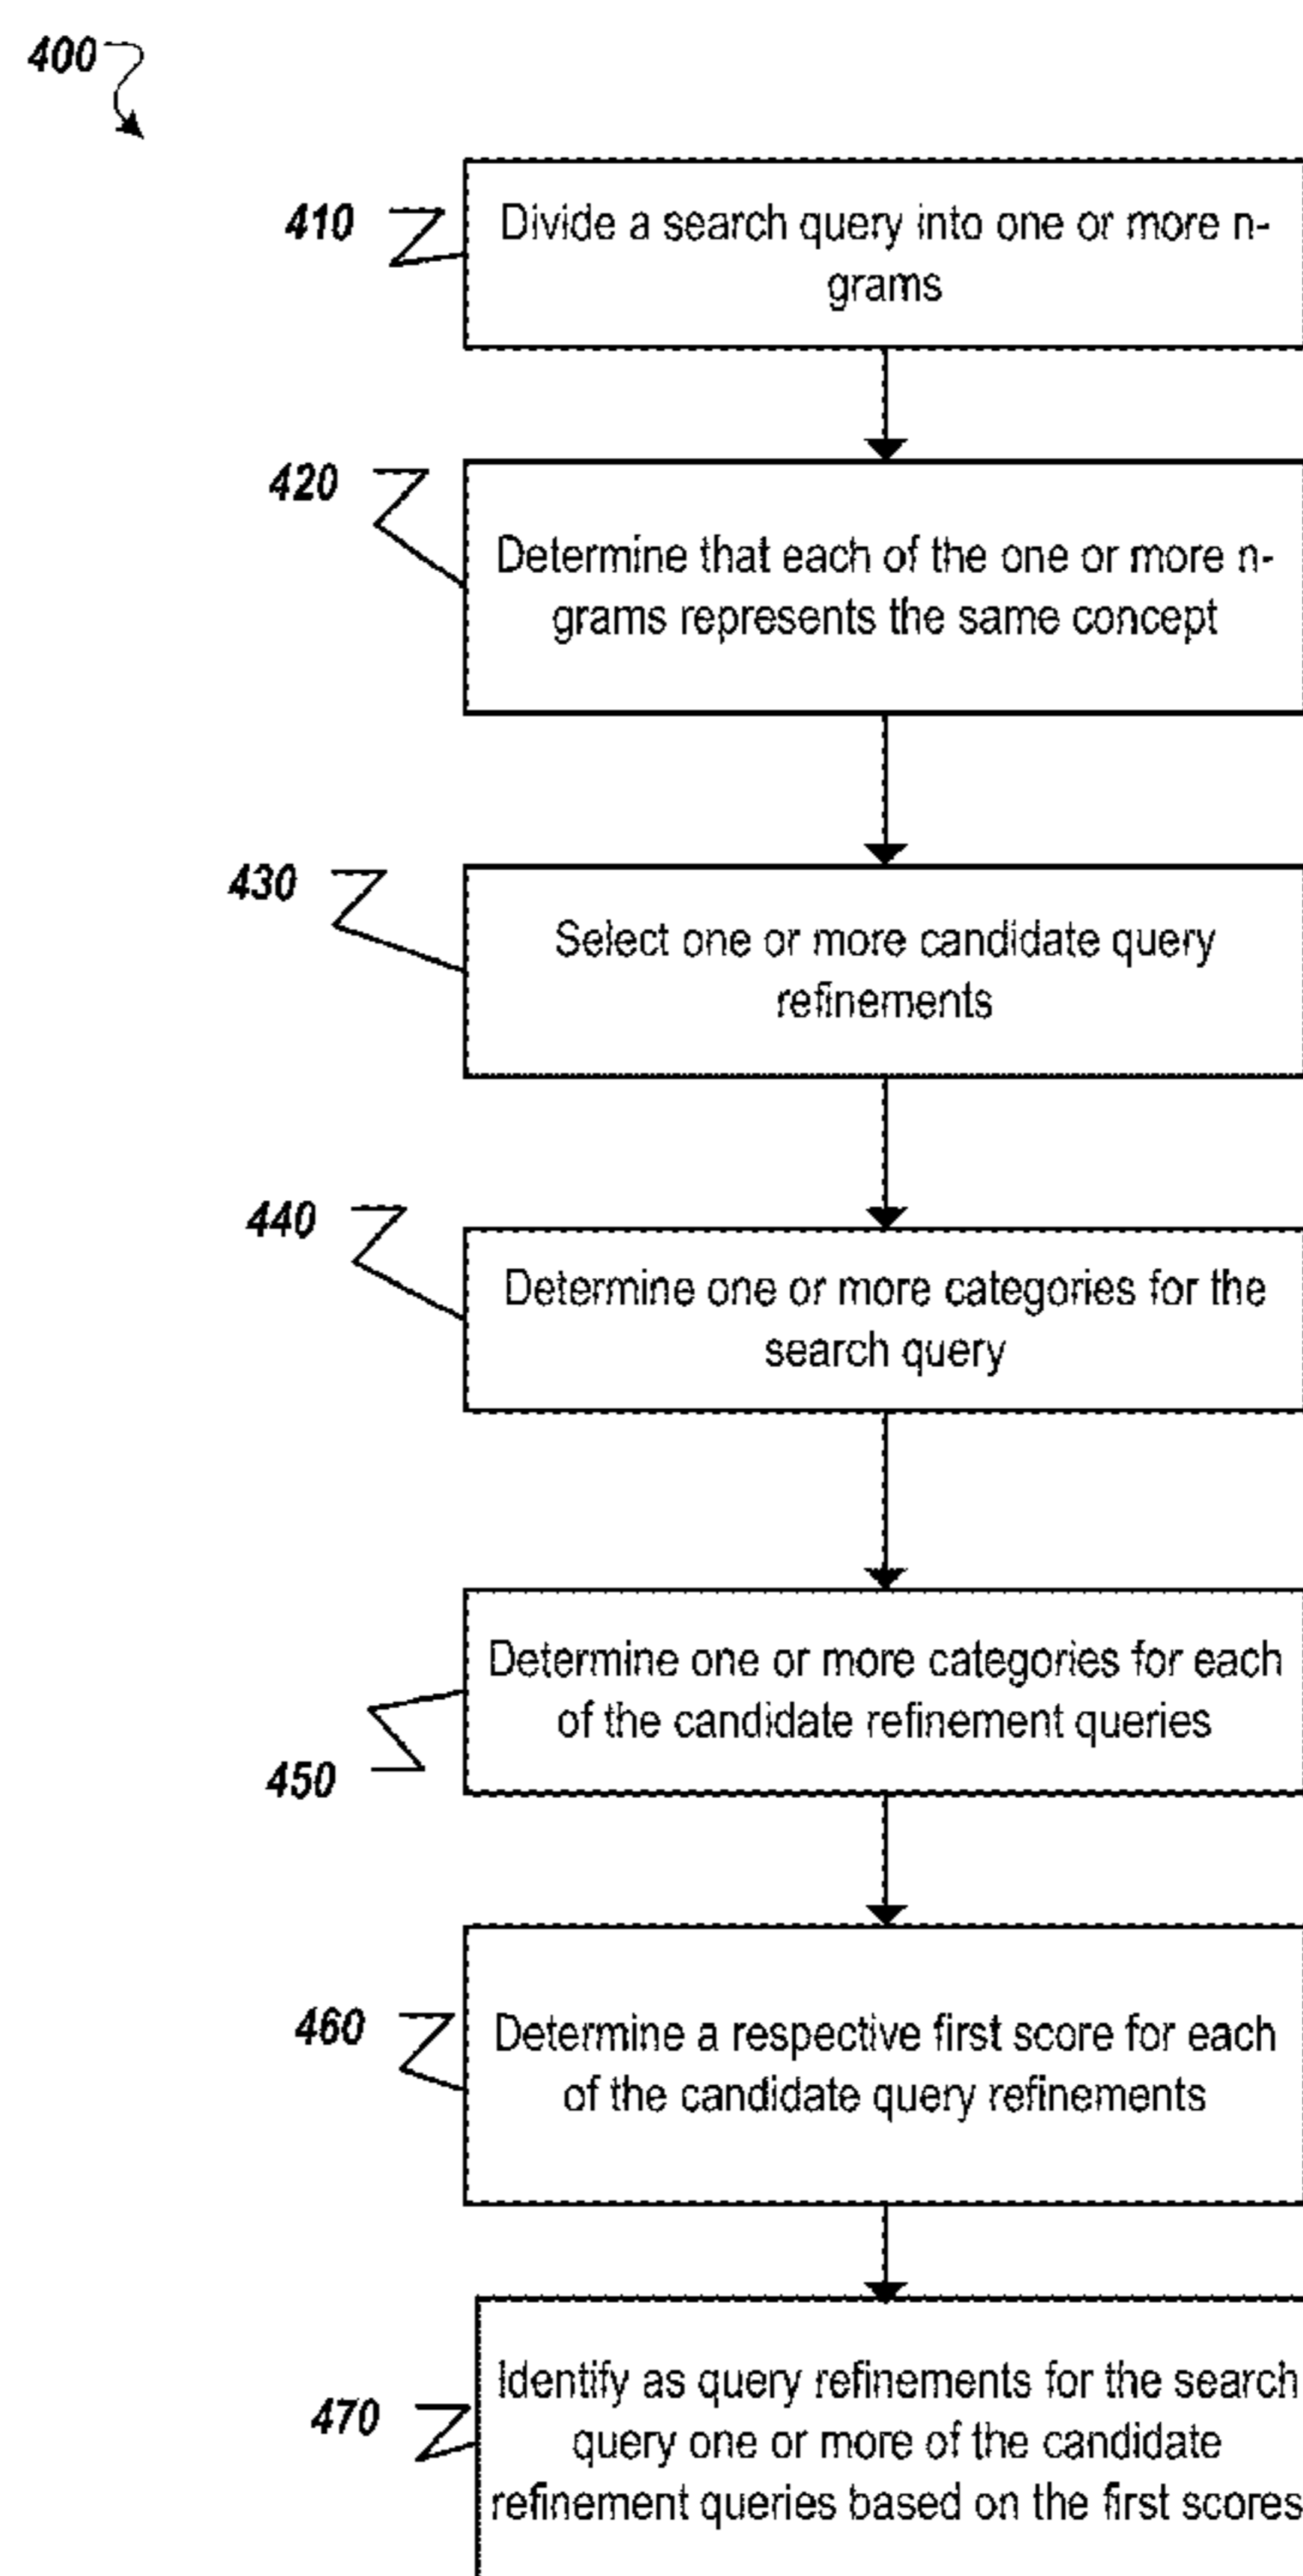 400
410
Divide a search query into one or more n-
grams
420
Determine that each of the one or more n-
grams represents the same concept
430
Select one or more candidate query
refinements
440
Determine one or more categories for the
search query
Determine one or more categories for each
of the candidate refinement queries
450
460
Determine a respective first score for each
of the candidate query refinements
470
Identify as query refinements for the search
query one or more of the candidate
refinement queries based on the first scores